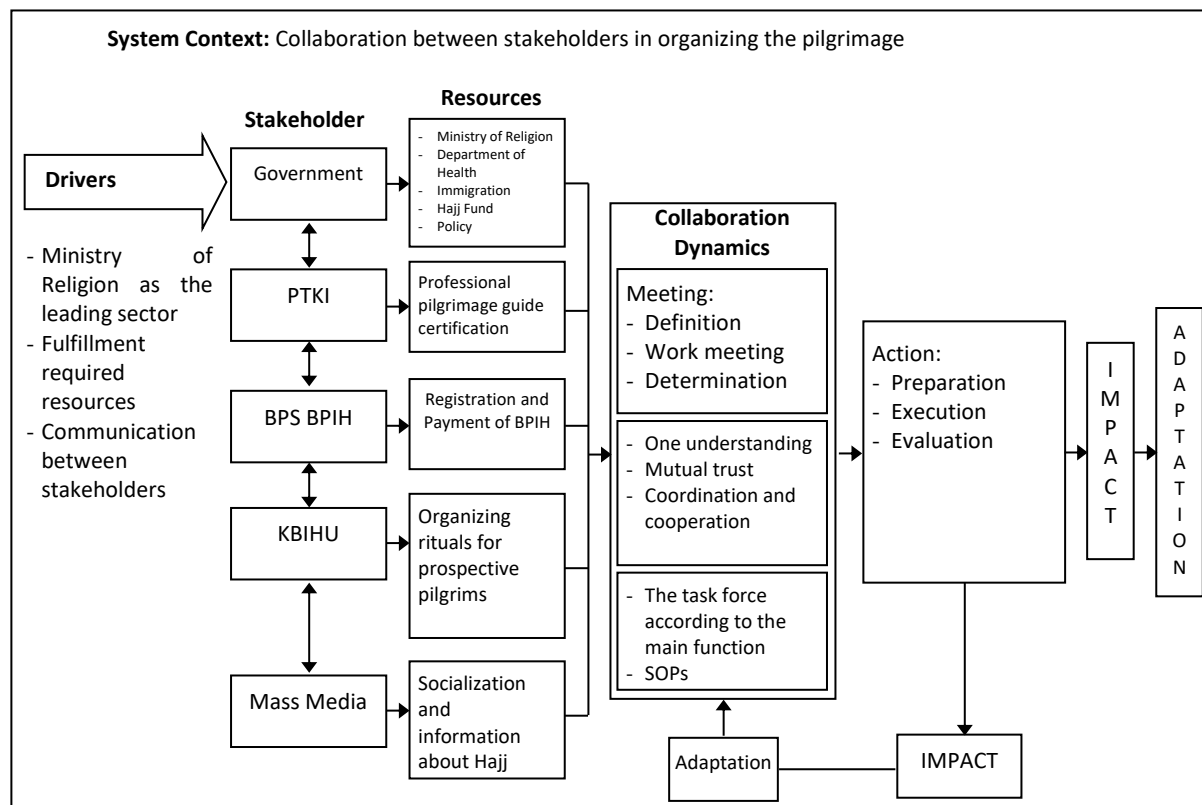 System Context: Collaboration between stakeholders in organizing the pilgrimage
Drivers
- Ministry of
Religion as the
leading sector
- Fulfillment
required
resources
- Communication
between
stakeholders
Stakeholder
Government
PTKI
BPS BPIH
KBIHU
Mass Media
Resources
- Ministry of Religion
- Department of
Health
- Immigration
- Hajj Fund
- Policy
Professional
pilgrimage guide
certification
Registration and
Payment of BPIH
Organizing
rituals for
prospective
pilgrims
Socialization
and
information
about Hajj
Collaboration
Dynamics
Meeting:
- Definition
- Work meeting
- Determination
- One understanding
- Mutual trust
- Coordination and
cooperation
- The task force
according to the
main function
- SOPs
Action:
- Preparation
- Execution
- Evaluation
IMPACT
ADAPTATION
Adaptation
IMPACT